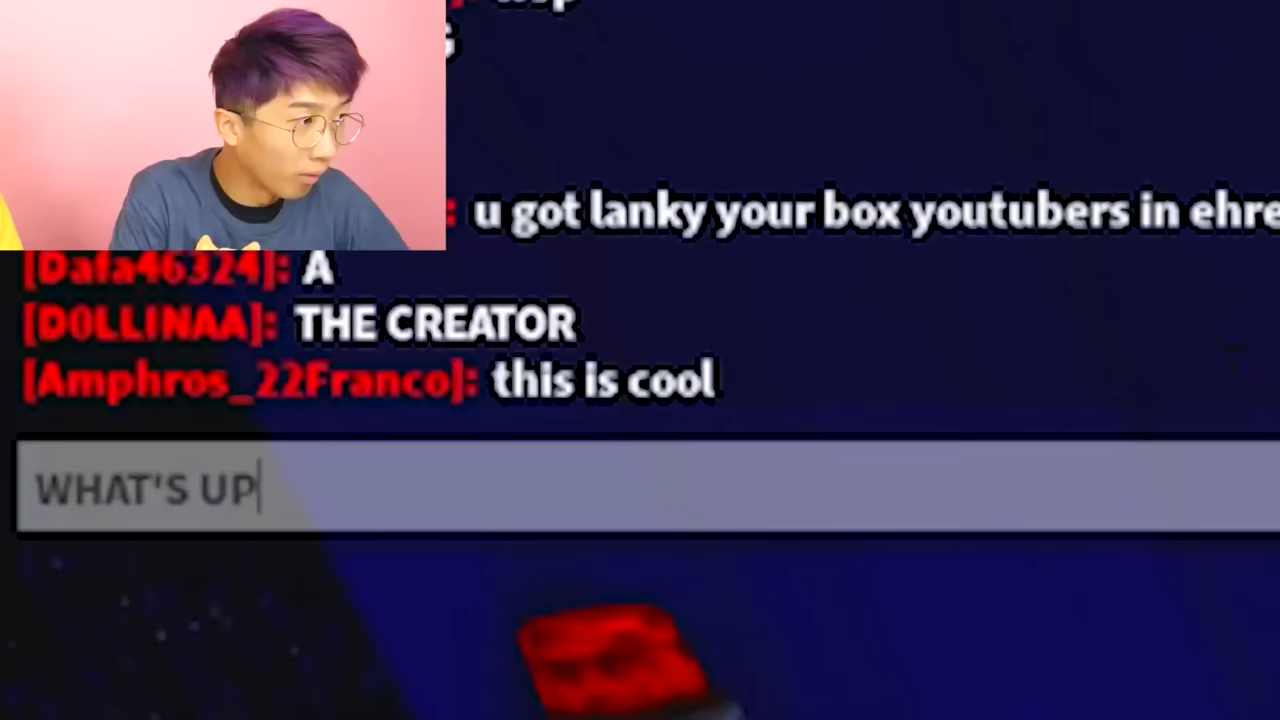 u got lanky your box youtubers in ehre
[Dafa46324]: A
[D0LLINAA]: THE CREATOR
[Amphros_22Franco]: this is cool
WHAT'S UP